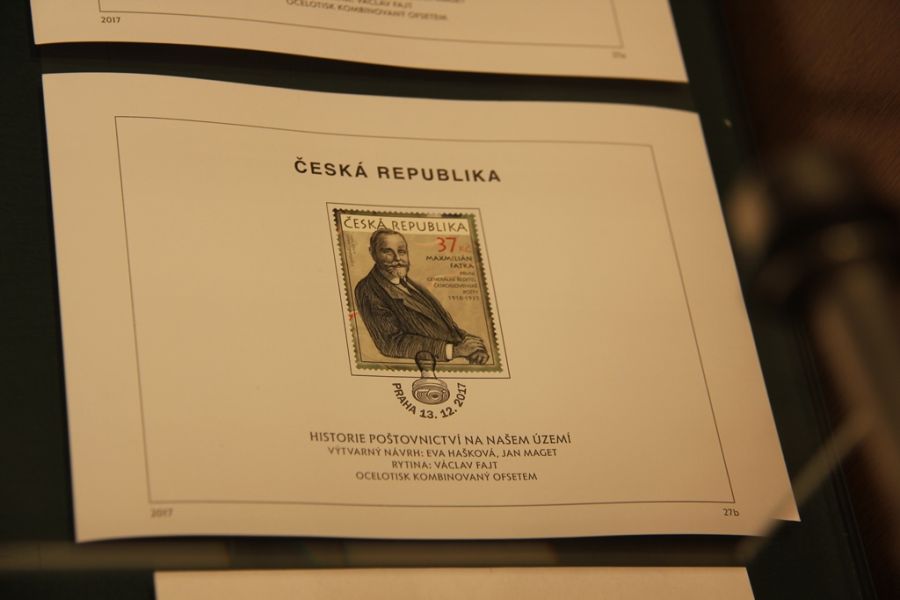 VÁCLAV FAJT
OCELOTISK KOMBINOVANÝ OFSETEM
2017
ČESKÁ REPUBLIKA
ČESKÁ REPUBLIKA
37 Kč
MAXMILIÁN
FATKA
PRVNÍ
GENERÁLNÍ ŘEDITEL
ČESKOSLOVENSKÉ
POŠTY
PRAHA 13. 12. 2017
HISTORIE POŠTOVNICTVÍ NA NAŠEM ÚZEMÍ
VÝTVARNÝ NÁVRH: EVA HAŠKOVÁ, JAN MAGET
RYTINA: VÁCLAV FAJT
OCELOTISK KOMBINOVANÝ OFSETEM
2017
27b